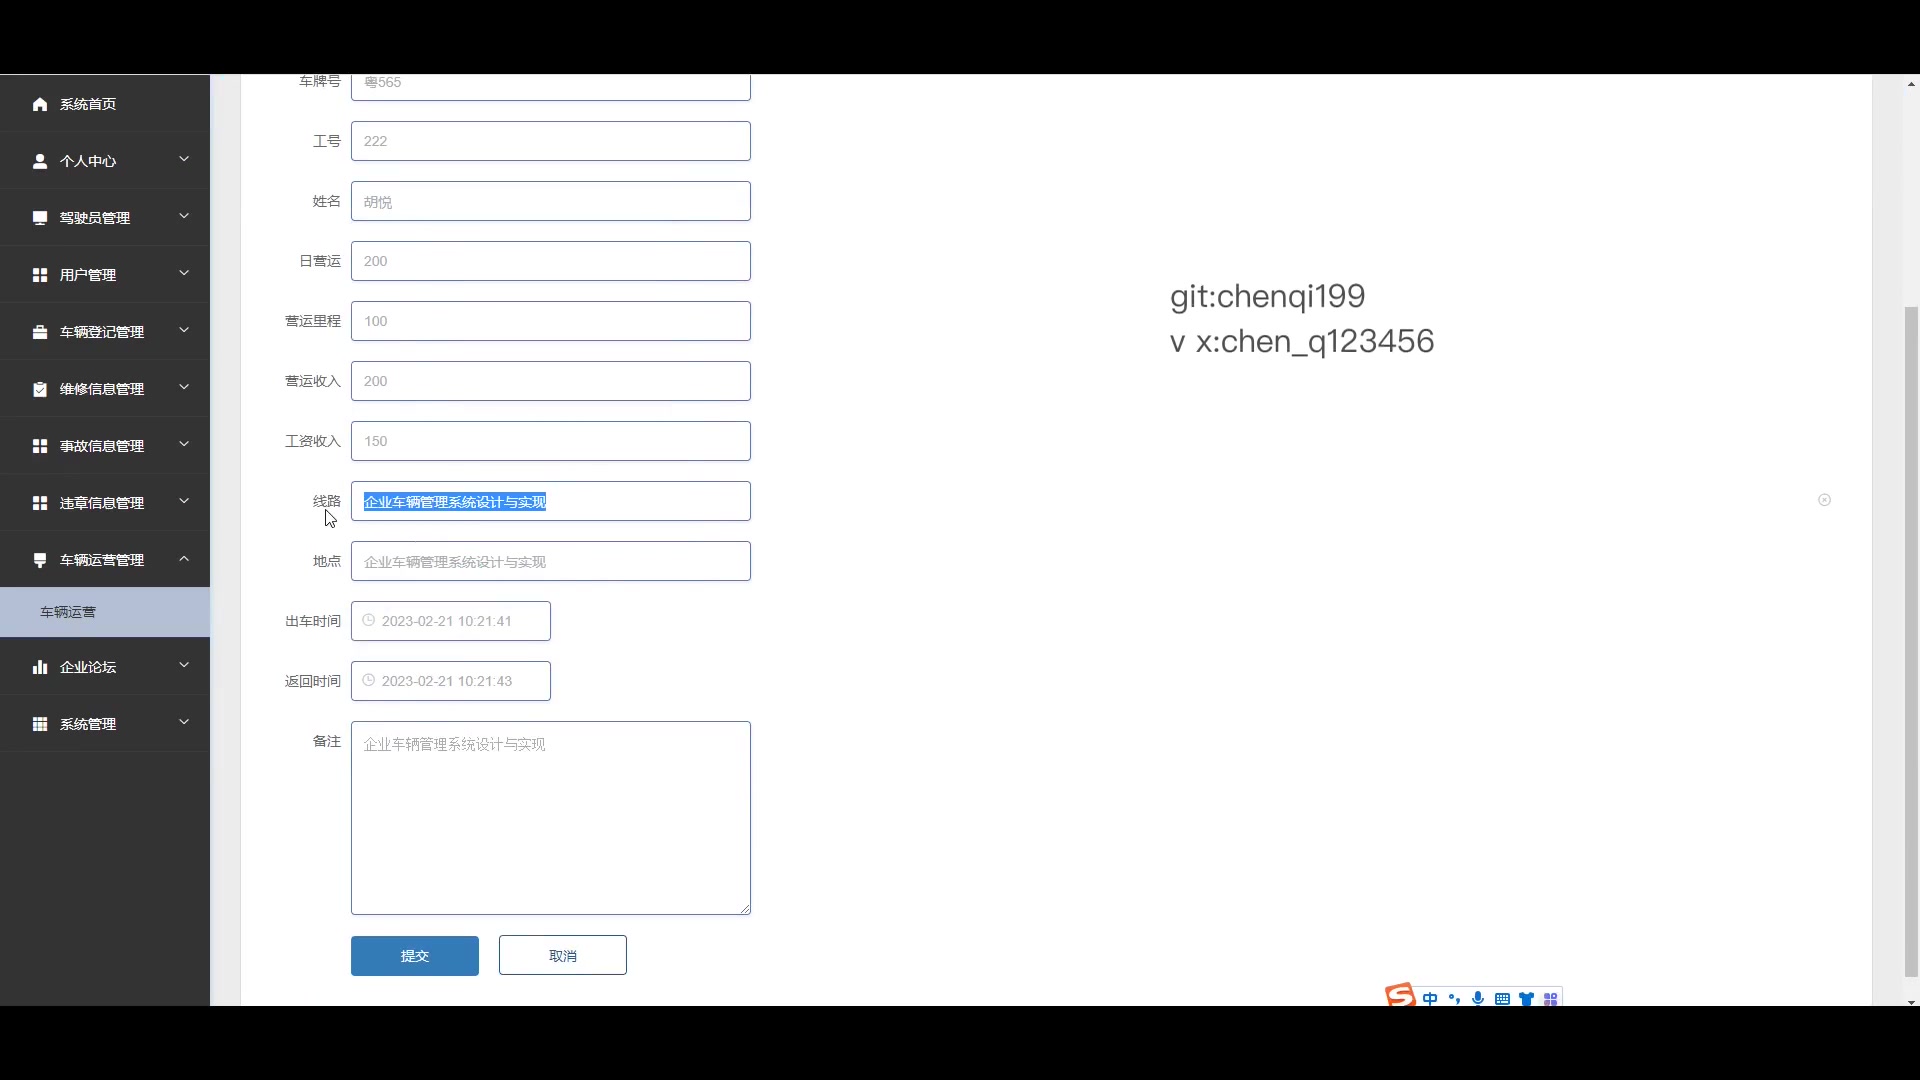 系统首页
个人中心
驾驶员管理
用户管理
车辆登记管理
维修信息管理
事故信息管理
违章信息管理
车辆运营管理
车辆运营
企业论坛
系统管理
车牌号 粤565
工号 222
姓名 胡悦
日营运 200
营运里程 100
营运收入 200
工资收入 150
线路 企业车辆管理系统设计与实现
地点 企业车辆管理系统设计与实现
出车时间 2023-02-21 10:21:41
返回时间 2023-02-21 10:21:43
备注 企业车辆管理系统设计与实现
提交 取消
git:chenqi199
v x:chen_q123456
中